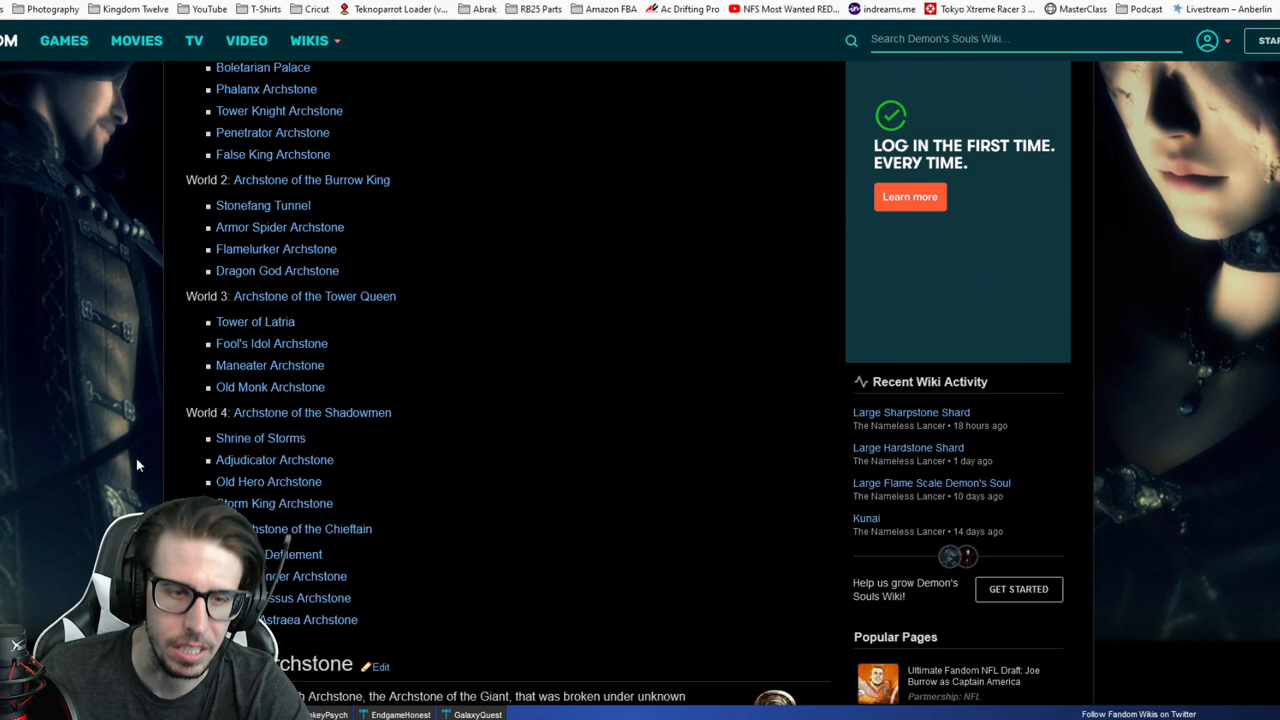 s
Photography
Kingdom Twelve
YouTube
T-Shirts
Cricut
Teknoparrot Loader (v...
Abrak
RB25 Parts
Amazon FBA
Ac Drifting Pro
NFS Most Wanted RED...
indreams.me
Tokyo Xtreme Racer 3 ...
MasterClass
Podcast
Livestream – Anberlin
OM
GAMES
MOVIES
TV
VIDEO
WIKIS
Search Demon's Souls Wiki...
STAR
Boletarian Palace
Phalanx Archstone
Tower Knight Archstone
Penetrator Archstone
False King Archstone
World 2: Archstone of the Burrow King
Stonefang Tunnel
Armor Spider Archstone
Flamelurker Archstone
Dragon God Archstone
World 3: Archstone of the Tower Queen
Tower of Latria
Fool's Idol Archstone
Maneater Archstone
Old Monk Archstone
World 4: Archstone of the Shadowmen
Shrine of Storms
Adjudicator Archstone
Old Hero Archstone
Storm King Archstone
stone of the Chieftain
Defilement
Archstone
Archstone
Astraea Archstone
rchstone Edit
h Archstone, the Archstone of the Giant, that was broken under unknown
LOG IN THE FIRST TIME.
EVERY TIME.
Learn more
Recent Wiki Activity
Large Sharpstone Shard
The Nameless Lancer • 18 hours ago
Large Hardstone Shard
The Nameless Lancer • 1 day ago
Large Flame Scale Demon's Soul
The Nameless Lancer • 10 days ago
Kunai
The Nameless Lancer • 14 days ago
Help us grow Demon's
Souls Wiki!
GET STARTED
Popular Pages
Ultimate Fandom NFL Draft: Joe
Burrow as Captain America
Partnership: NFL
nkeyPsych
EndgameHonest
GalaxyQuest
Follow Fandom Wikis on Twitter